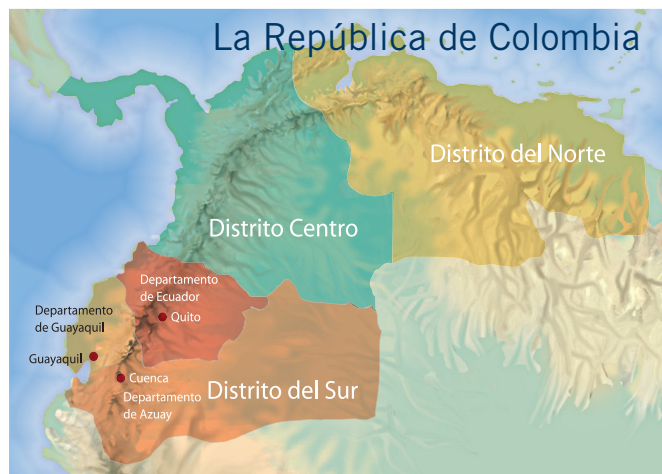 La República de Colombia
Distrito del Norte
Distrito Centro
Departamento
de Ecuador
Quito
Departamento
de Guayaquil
Guayaquil
Cuenca
Departamento
de Azuay
Distrito del Sur